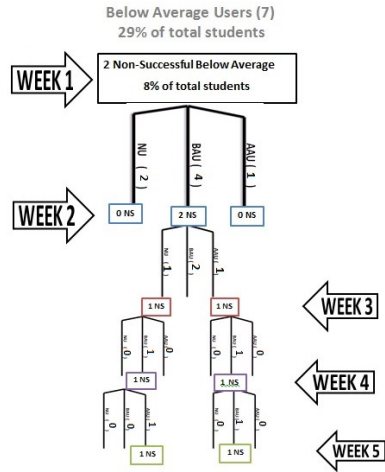 Below Average Users (7)
29% of total students
WEEK 1
2 Non-Successful Below Average
8% of total students
NU ( 2 )
BAU ( 4 )
AAU ( 1 )
WEEK 2
0 NS
2 NS
0 NS
NU ( 1 )
BAU ( 2 )
AAU ( 1 )
1 NS
1 NS
WEEK 3
NU ( 0 )
BAU ( 1 )
AAU ( 0 )
NU ( 0 )
BAU ( 1 )
AAU ( 0 )
1 NS
1 NS
WEEK 4
NU ( 0 )
BAU ( 0 )
AAU ( 1 )
NU ( 0 )
BAU ( 1 )
AAU ( 0 )
1 NS
1 NS
WEEK 5